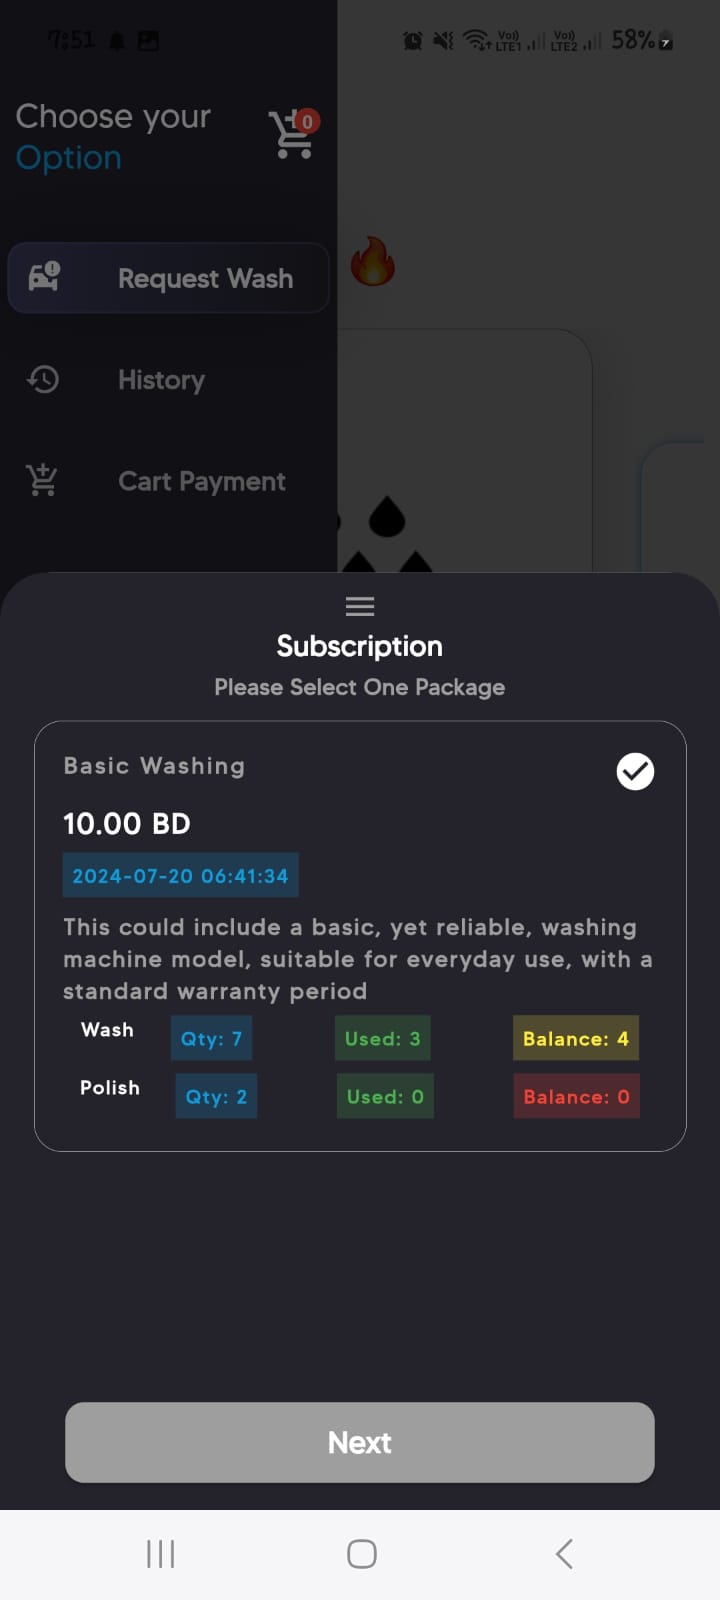 7:51
Vo)) LTE1 Vo)) LTE2 58%
Choose your
Option
0
Request Wash
History
Cart Payment
Subscription
Please Select One Package
Basic Washing
10.00 BD
2024-07-20 06:41:34
This could include a basic, yet reliable, washing
machine model, suitable for everyday use, with a
standard warranty period
Wash Qty: 7 Used: 3 Balance: 4
Polish Qty: 2 Used: 0 Balance: 0
Next